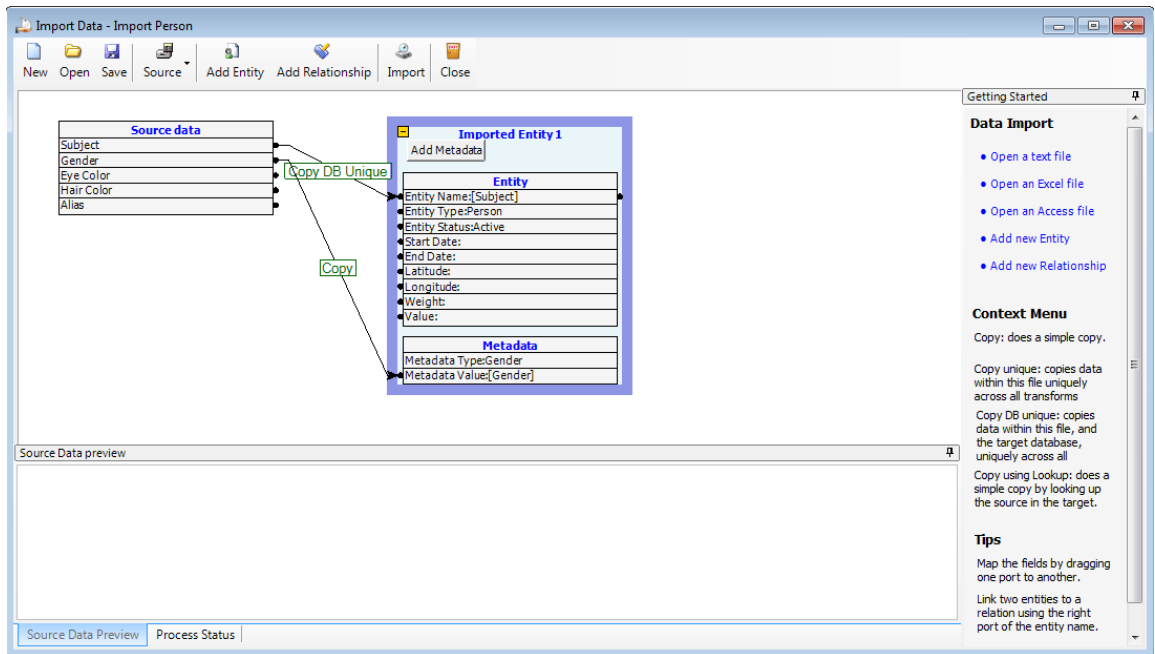 Import Data - Import Person
New Open Save Source Add Entity Add Relationship Import Close
Source data
Subject
Gender
Eye Color
Hair Color
Alias
Copy DB Unique
Copy
Imported Entity 1
Add Metadata
Entity
Entity Name:[Subject]
Entity Type:Person
Entity Status:Active
Start Date:
End Date:
Latitude:
Longitude:
Weight:
Value:
Metadata
Metadata Type:Gender
Metadata Value:[Gender]
Getting Started
Data Import
• Open a text file
• Open an Excel file
• Open an Access file
• Add new Entity
• Add new Relationship
Context Menu
Copy: does a simple copy.
Copy unique: copies data
within this file uniquely
across all transforms
Copy DB unique: copies
data within this file, and
the target database,
uniquely across all
Copy using Lookup: does a
simple copy by looking up
the source in the target.
Tips
Map the fields by dragging
one port to another.
Link two entities to a
relation using the right
port of the entity name.
Source Data preview
Source Data Preview Process Status